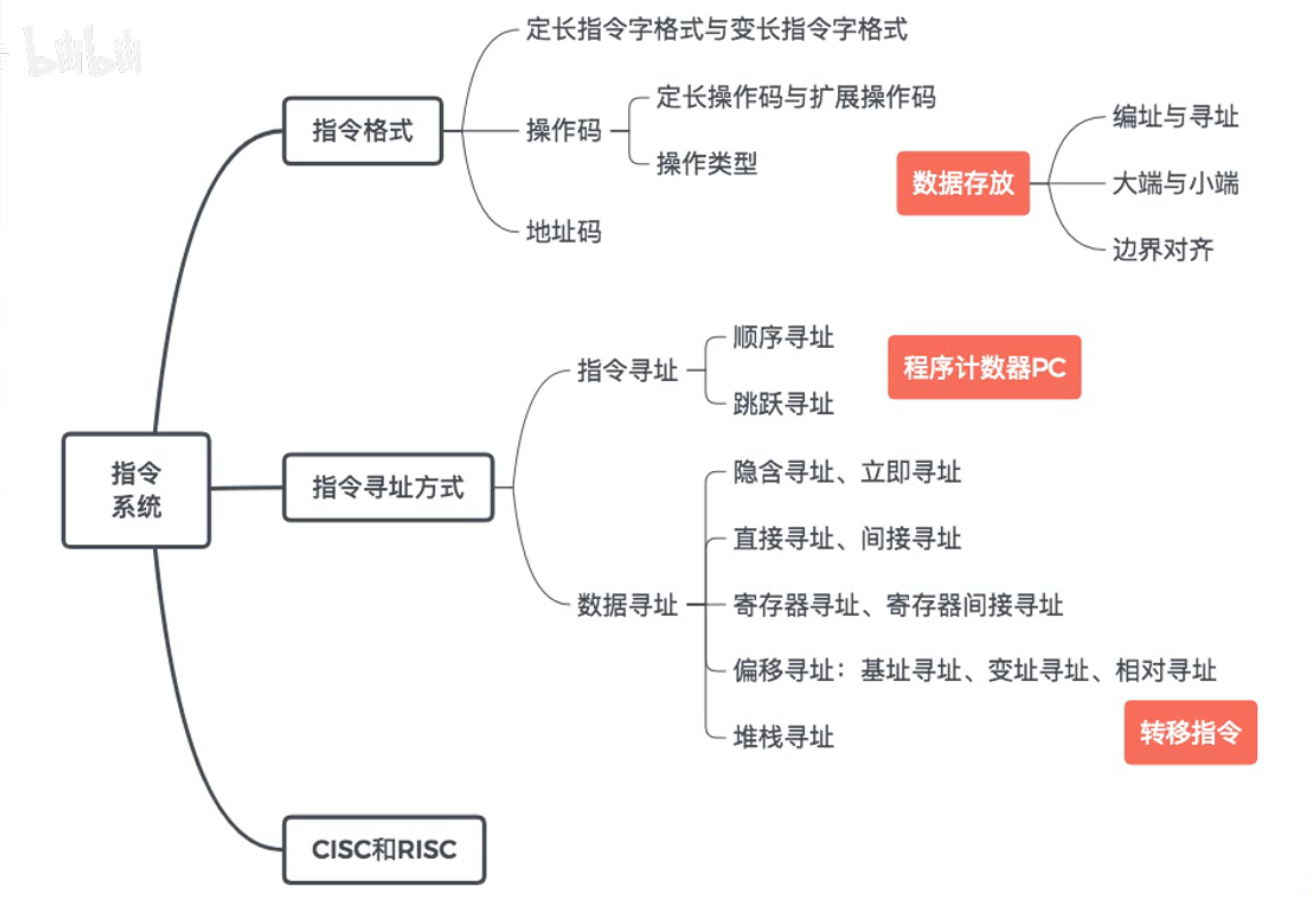 bilibili
定长指令字格式与变长指令字格式
指令格式
操作码
定长操作码与扩展操作码
操作类型
地址码
数据存放
编址与寻址
大端与小端
边界对齐
指令
系统
指令寻址方式
指令寻址
顺序寻址
跳跃寻址
程序计数器PC
数据寻址
隐含寻址、立即寻址
直接寻址、间接寻址
寄存器寻址、寄存器间接寻址
偏移寻址：基址寻址、变址寻址、相对寻址
堆栈寻址
转移指令
CISC和RISC